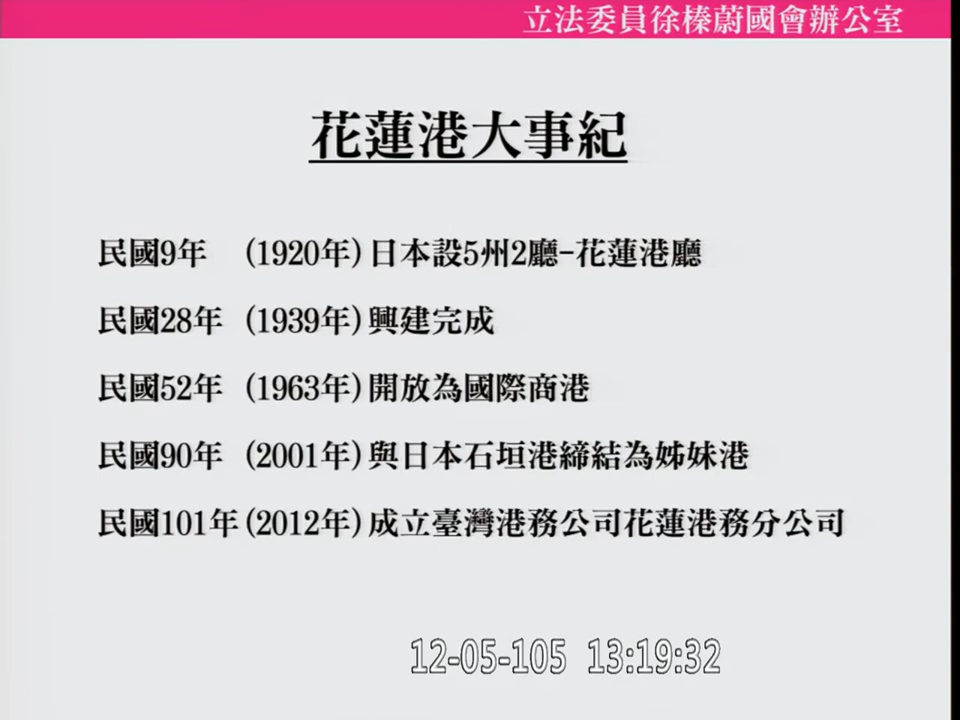 立法委員徐榛蔚國會辦公室
花蓮港大事紀
民國9年 (1920年)日本設5州2廳-花蓮港廳
民國28年 (1939年)興建完成
民國52年 (1963年)開放為國際商港
民國90年 (2001年)與日本石垣港締結為姊妹港
民國101年(2012年)成立臺灣港務公司花蓮港務分公司
12-05-105 13:19:32